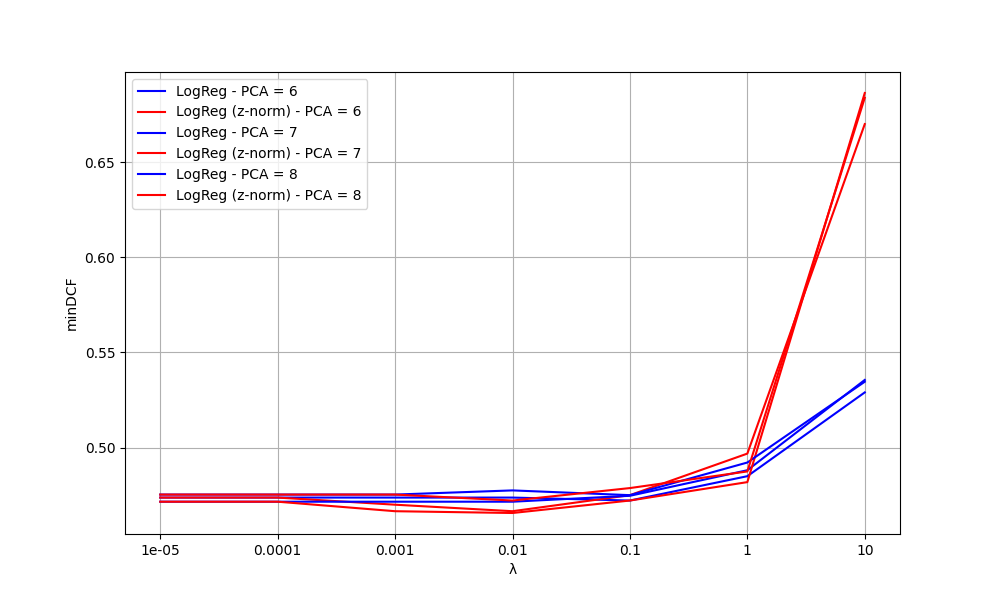 LogReg - PCA = 6
LogReg (z-norm) - PCA = 6
LogReg - PCA = 7
LogReg (z-norm) - PCA = 7
LogReg - PCA = 8
LogReg (z-norm) - PCA = 8
0.65
0.60
0.55
0.50
minDCF
1e-05 0.0001 0.001 0.01 0.1 1 10
λ